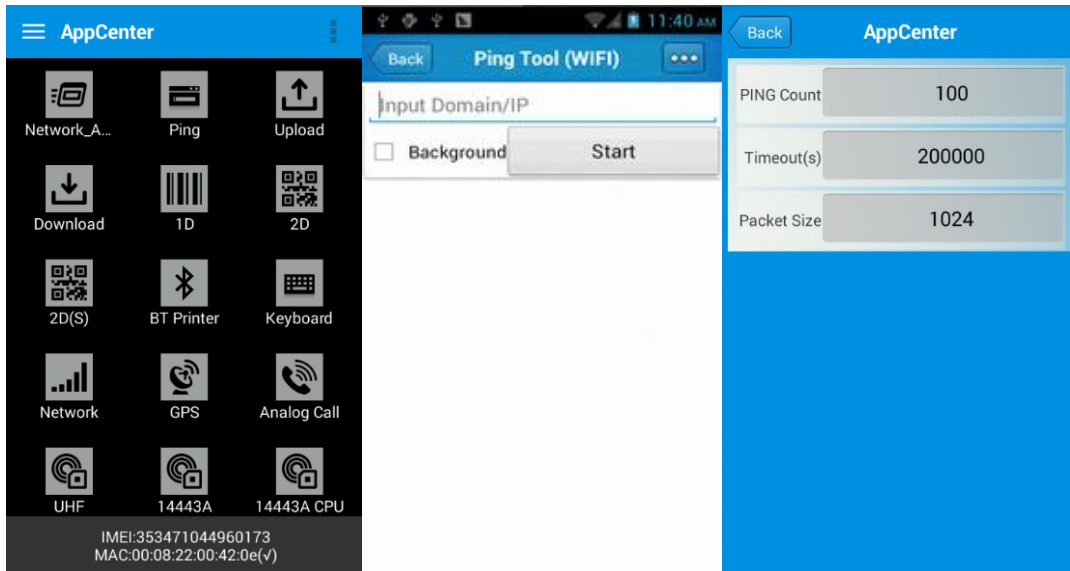 AppCenter
Network_A...
Ping
Upload
Download
1D
2D
2D(S)
BT Printer
Keyboard
Network
GPS
Analog Call
UHF
14443A
14443A CPU
IMEI:353471044960173
MAC:00:08:22:00:42:0e(√)
11:40 AM
Back
Ping Tool (WIFI)
Input Domain/IP
Background
Start
Back
AppCenter
PING Count
100
Timeout(s)
200000
Packet Size
1024